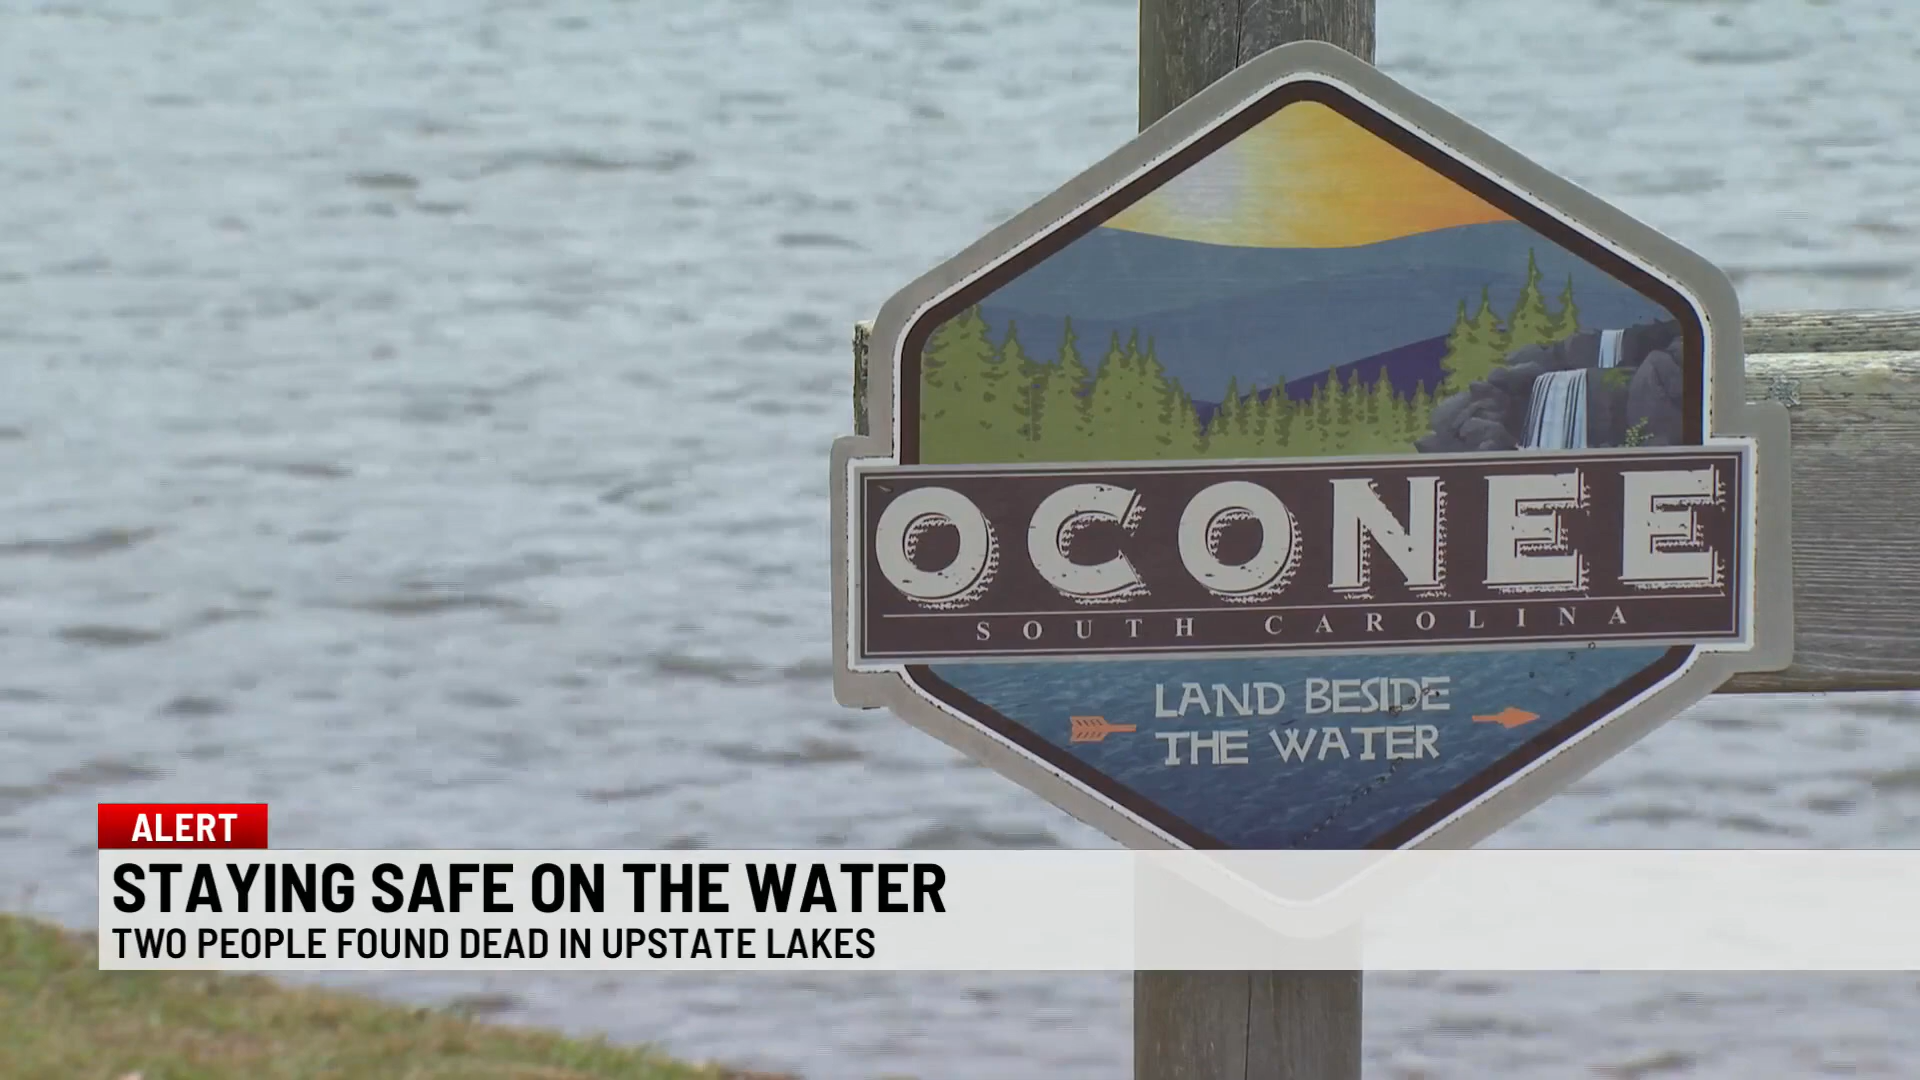 OCONEE
SOUTH CAROLINA
LAND BESIDE
THE WATER
ALERT
STAYING SAFE ON THE WATER
TWO PEOPLE FOUND DEAD IN UPSTATE LAKES